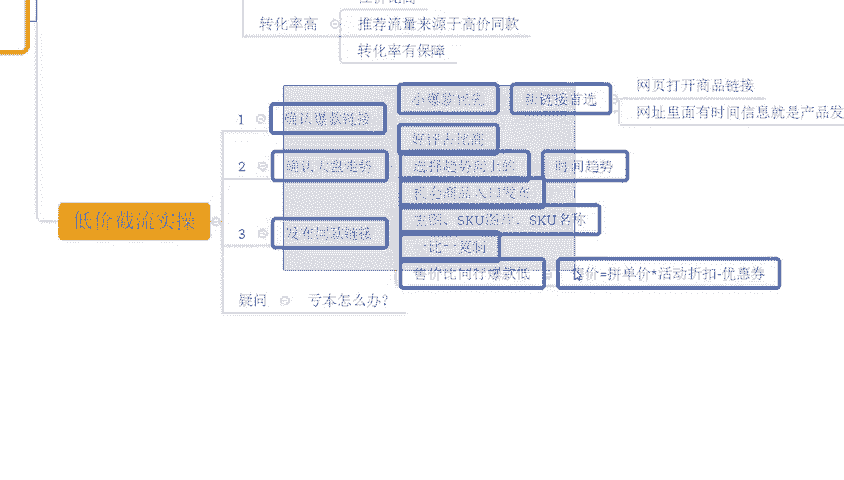 转化率高
推荐流量来源于高价同款
转化率有保障
网页打开商品链接
网址里面有时间信息就是产品发
小爆款优先
新链接首选
1
确认爆款链接
好评占比高
2
确认大盘走势
选择趋势向上的
时间趋势
机会商品入口发布
低价截流实操
3
发布同款链接
主图、SKU图片、SKU名称
一比一复制
售价比同行爆款低
售价=拼单价*活动折扣-优惠券
疑问
亏本怎么办?